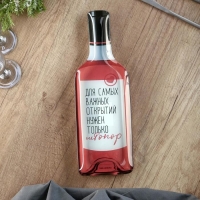 ДЛЯ САМЫХ
ВАЖНЫХ
ОТКРЫТИЙ
НУЖЕН
ТОЛЬКО
штопор